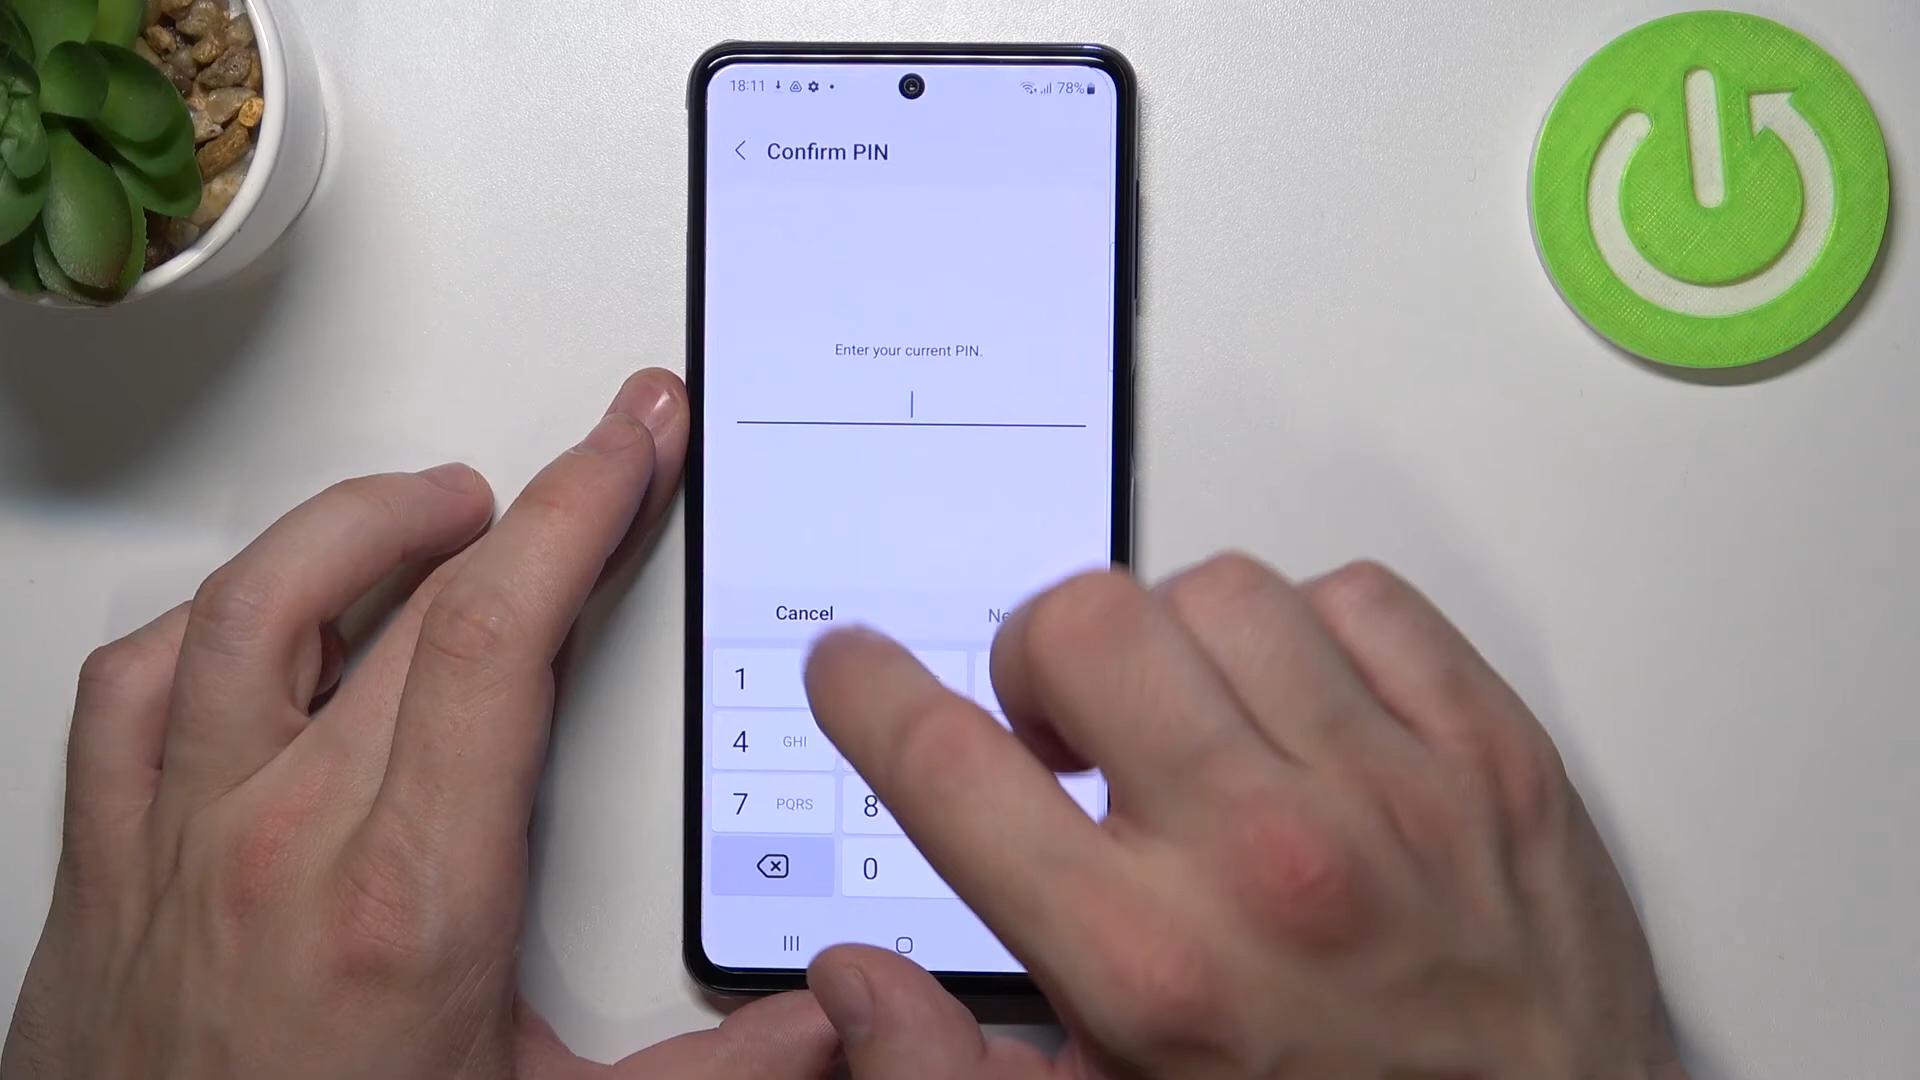 18:11 78%
Confirm PIN
Enter your current PIN.
Cancel
1
4 GHI
7 PQRS 8
0